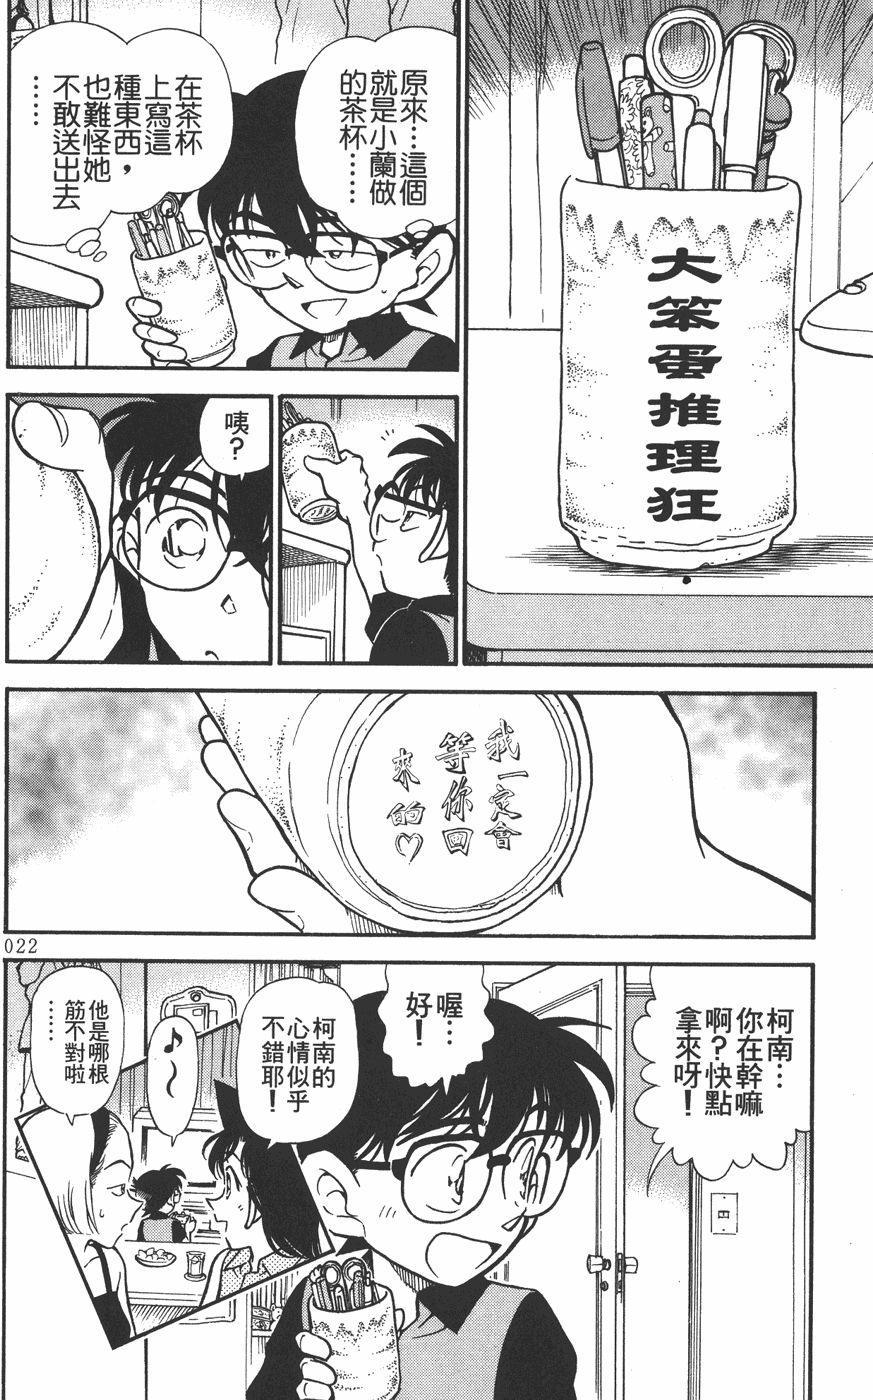 大笨蛋推理狂
原來…這個
就是小蘭做
的茶杯……
在茶杯
上寫這
種東西，
也難怪她
不敢送出去
……
咦？
我一定會
等你回
來的♡
022
柯南…
你在幹嘛
啊？快點
拿來呀！
喔…
好！
柯南的
心情似乎
不錯耶！
♪～
他是哪根
筋不對啦
……